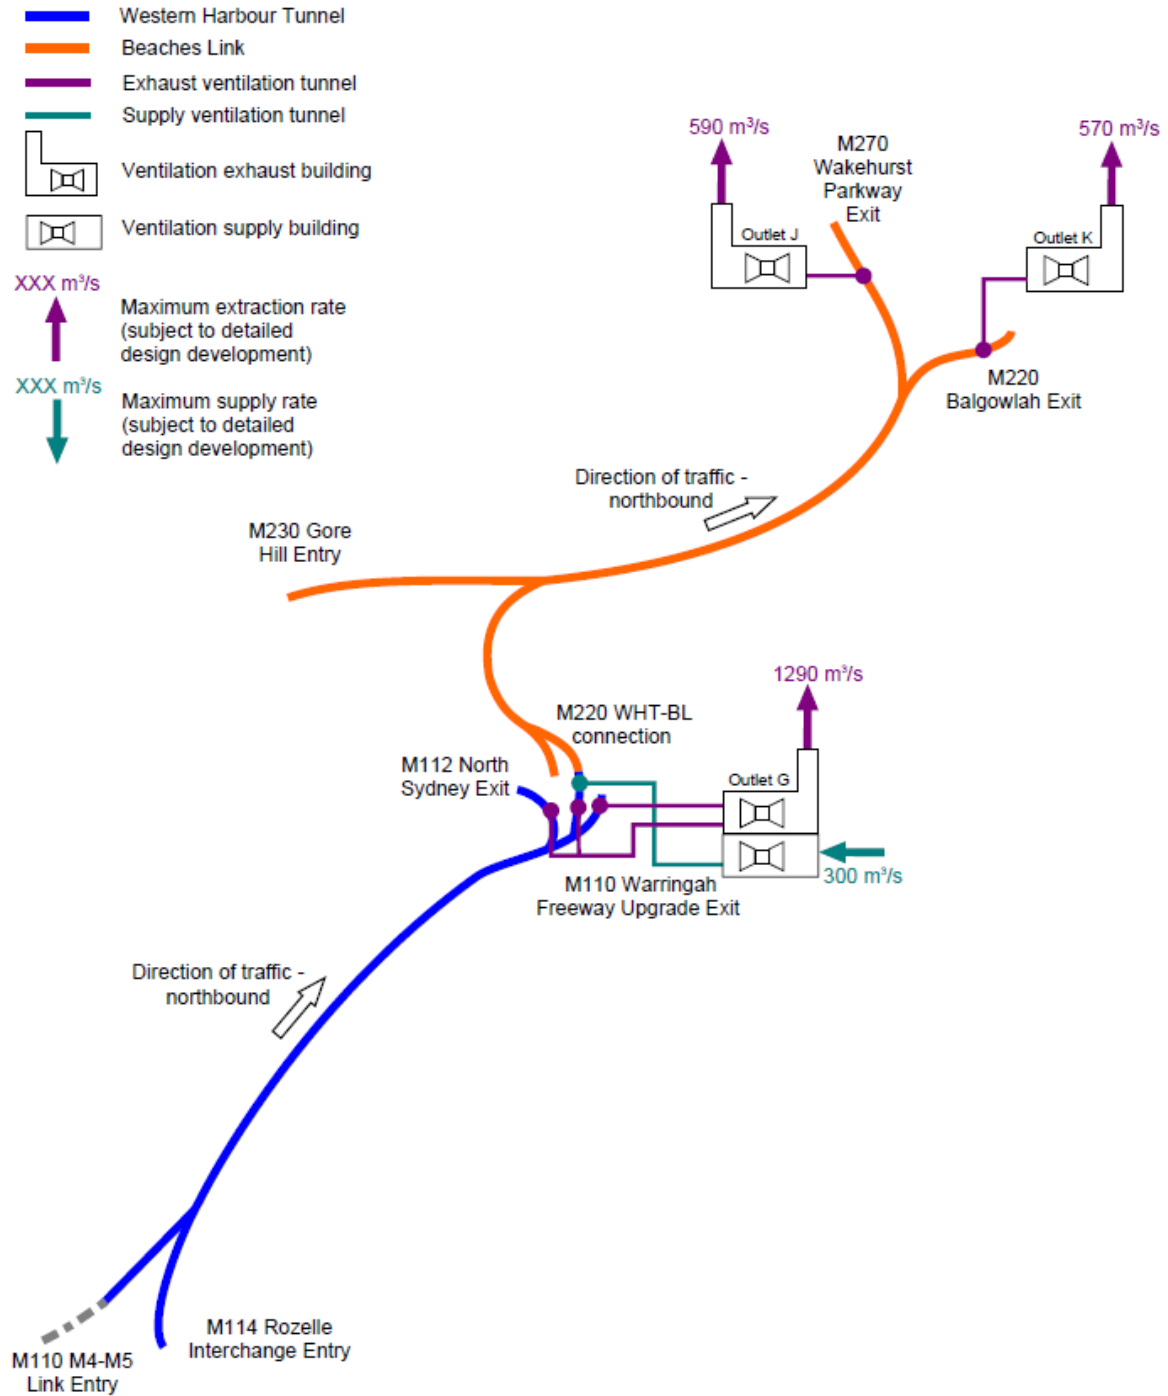 Western Harbour Tunnel
Beaches Link
Exhaust ventilation tunnel
Supply ventilation tunnel
Ventilation exhaust building
Ventilation supply building
XXX m³/s
Maximum extraction rate
(subject to detailed
design development)
XXX m³/s
Maximum supply rate
(subject to detailed
design development)
590 m³/s
M270
Wakehurst
Parkway
Exit
570 m³/s
Outlet J
Outlet K
M220
Balgowlah Exit
Direction of traffic -
northbound
M230 Gore
Hill Entry
1290 m³/s
M220 WHT-BL
connection
M112 North
Sydney Exit
Outlet G
300 m³/s
M110 Warringah
Freeway Upgrade Exit
Direction of traffic -
northbound
M114 Rozelle
Interchange Entry
M110 M4-M5
Link Entry